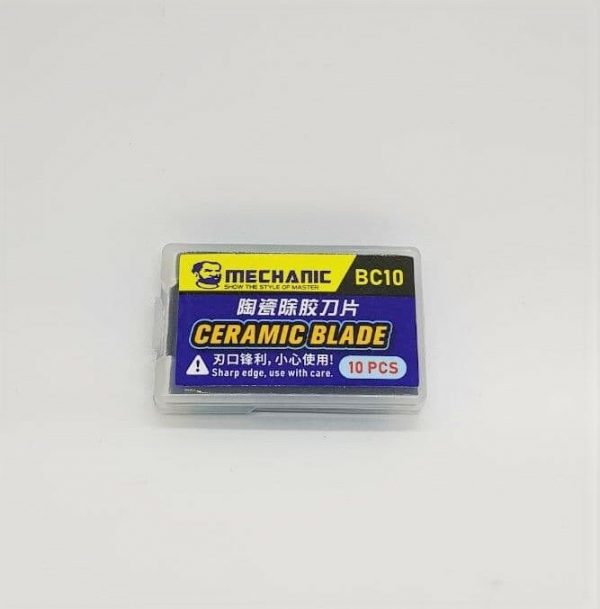 MECHANIC
SHOW THE STYLE OF MASTER
BC10
陶瓷除胶刀片
CERAMIC BLADE
刃口锋利，小心使用!
Sharp edge, use with care.
10 PCS